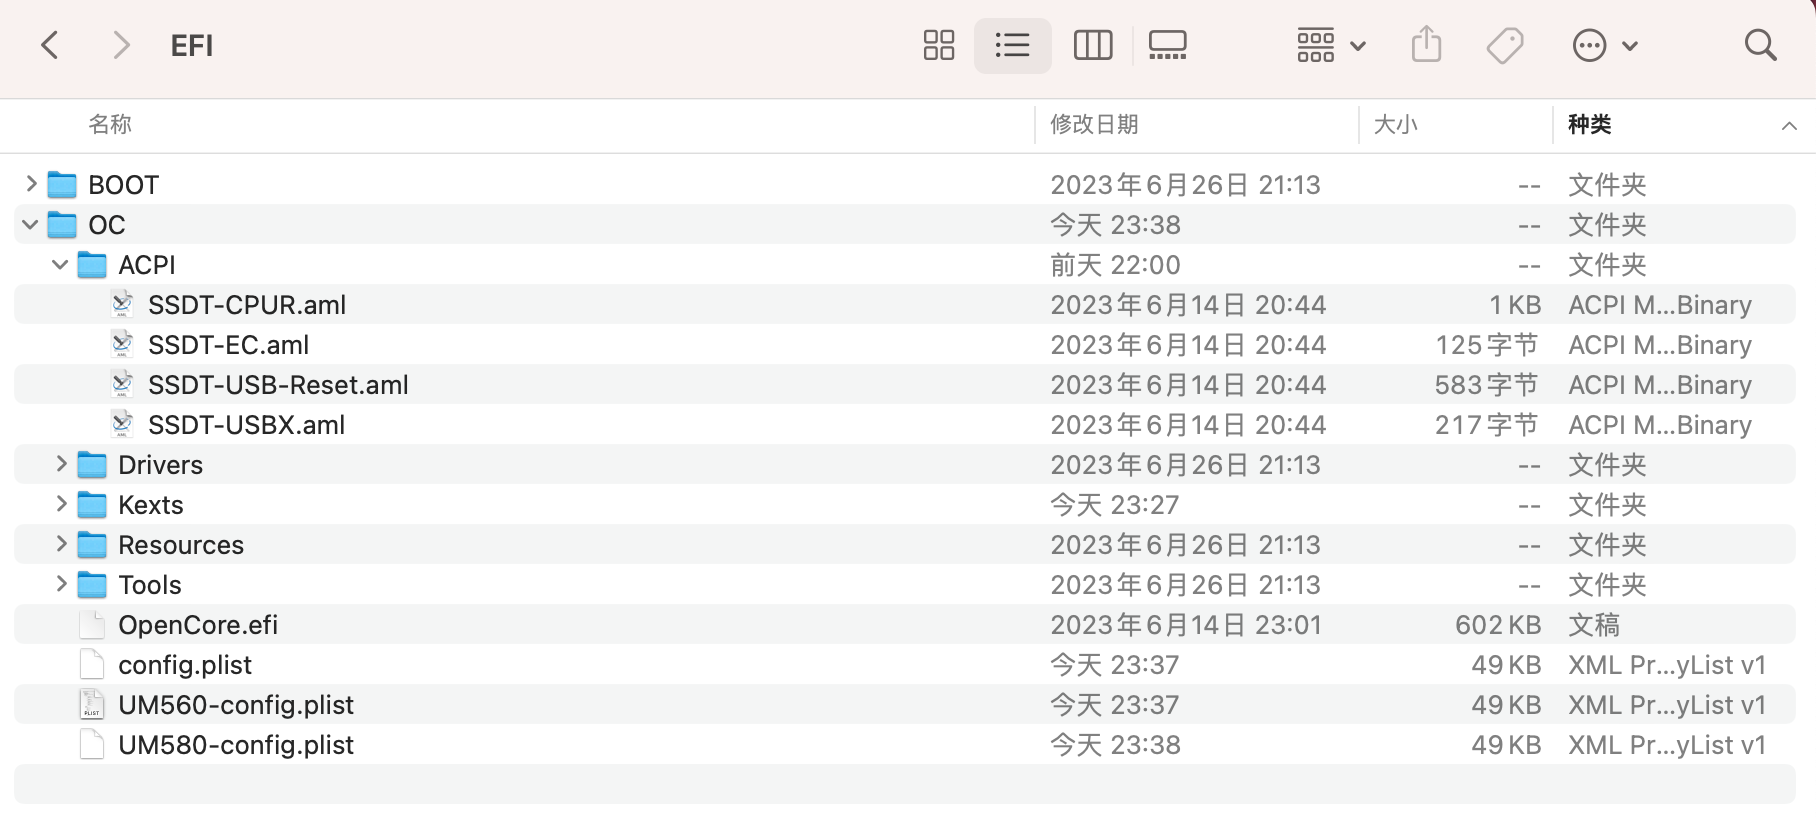 EFI
名称 修改日期 大小 种类
BOOT 2023年6月26日 21:13 -- 文件夹
OC 今天 23:38 -- 文件夹
ACPI 前天 22:00 -- 文件夹
SSDT-CPUR.aml 2023年6月14日 20:44 1 KB ACPI M...Binary
SSDT-EC.aml 2023年6月14日 20:44 125 字节 ACPI M...Binary
SSDT-USB-Reset.aml 2023年6月14日 20:44 583 字节 ACPI M...Binary
SSDT-USBX.aml 2023年6月14日 20:44 217 字节 ACPI M...Binary
Drivers 2023年6月26日 21:13 -- 文件夹
Kexts 今天 23:27 -- 文件夹
Resources 2023年6月26日 21:13 -- 文件夹
Tools 2023年6月26日 21:13 -- 文件夹
OpenCore.efi 2023年6月14日 23:01 602 KB 文稿
config.plist 今天 23:37 49 KB XML Pr...yList v1
UM560-config.plist 今天 23:37 49 KB XML Pr...yList v1
UM580-config.plist 今天 23:38 49 KB XML Pr...yList v1